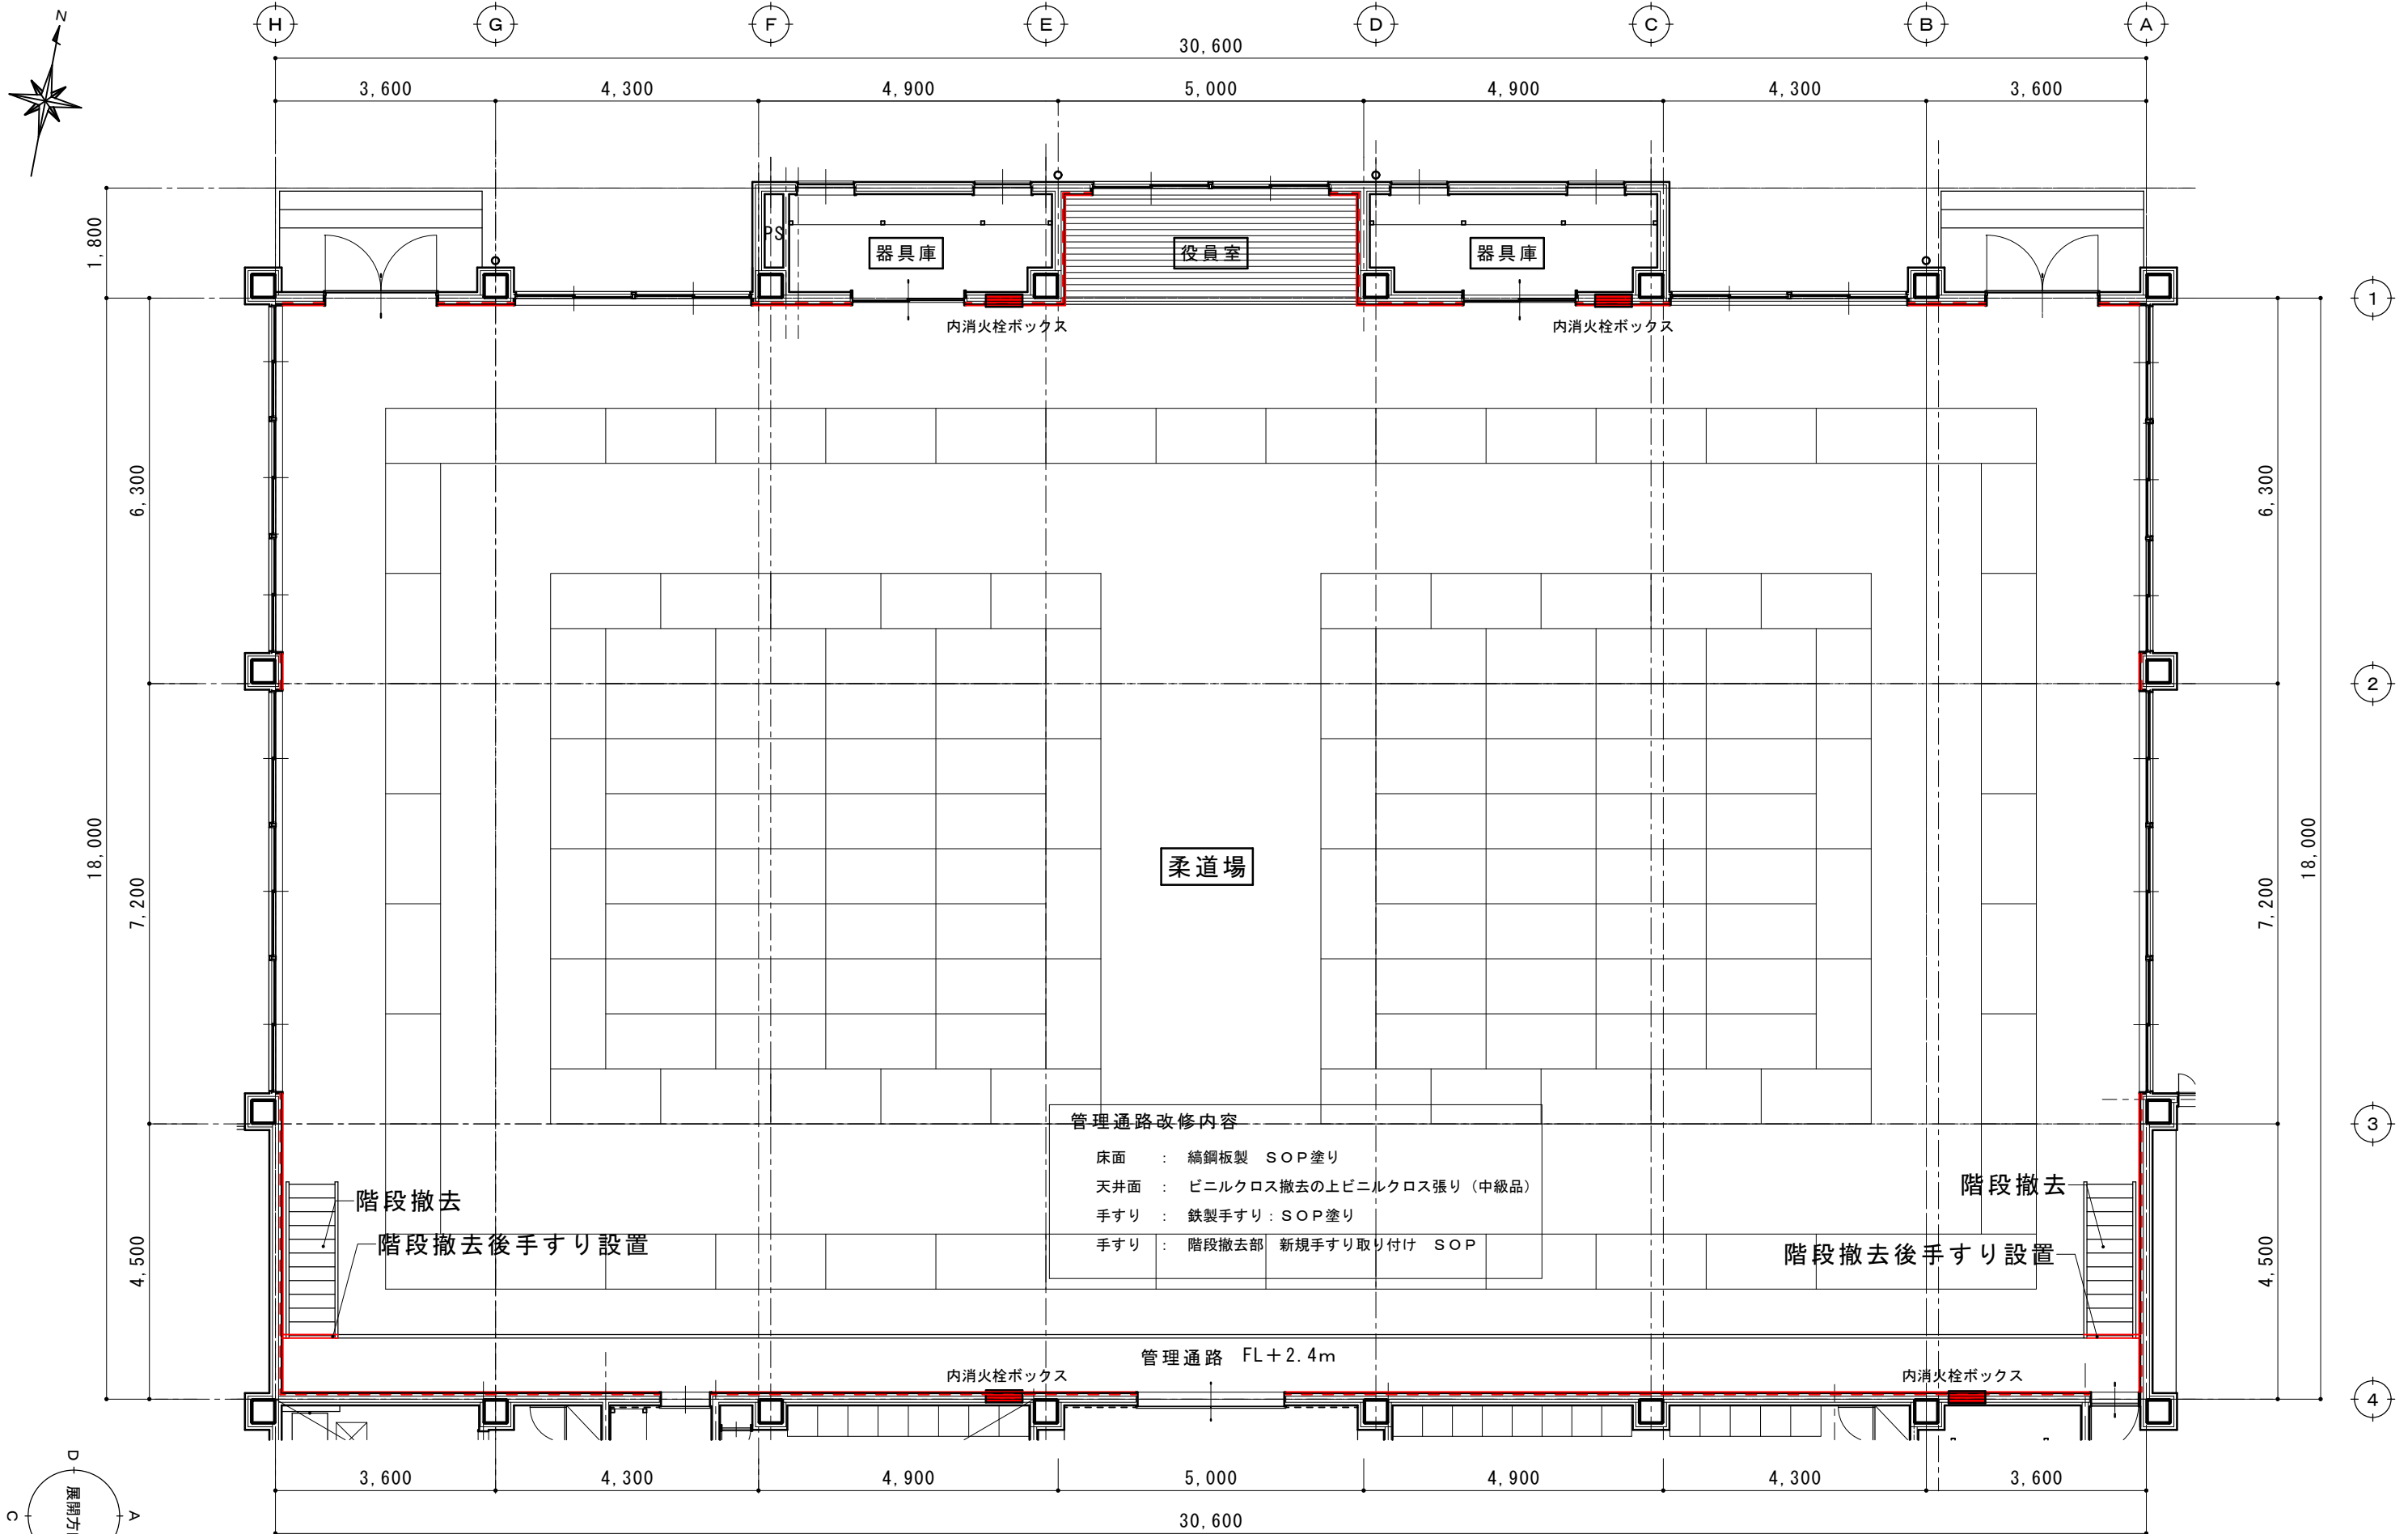 N
H G F E D C B A
30,600
3,600 4,300 4,900 5,000 4,900 4,300 3,600
1,800
PS
器具庫 役員室 器具庫
内消火栓ボックス 内消火栓ボックス
1
6,300 6,300
2
18,000 18,000
柔道場
7,200 7,200
3
管理通路改修内容
床面 : 縞鋼板製 SOP塗り
天井面 : ビニルクロス撤去の上ビニルクロス張り(中級品)
手すり : 鉄製手すり:SOP塗り
手すり : 階段撤去部 新規手すり取り付け SOP
階段撤去 階段撤去
階段撤去後手すり設置 階段撤去後手すり設置
4,500 4,500
管理通路 FL+2.4m
内消火栓ボックス 内消火栓ボックス
4
3,600 4,300 4,900 5,000 4,900 4,300 3,600
30,600
D
A
C
展開方